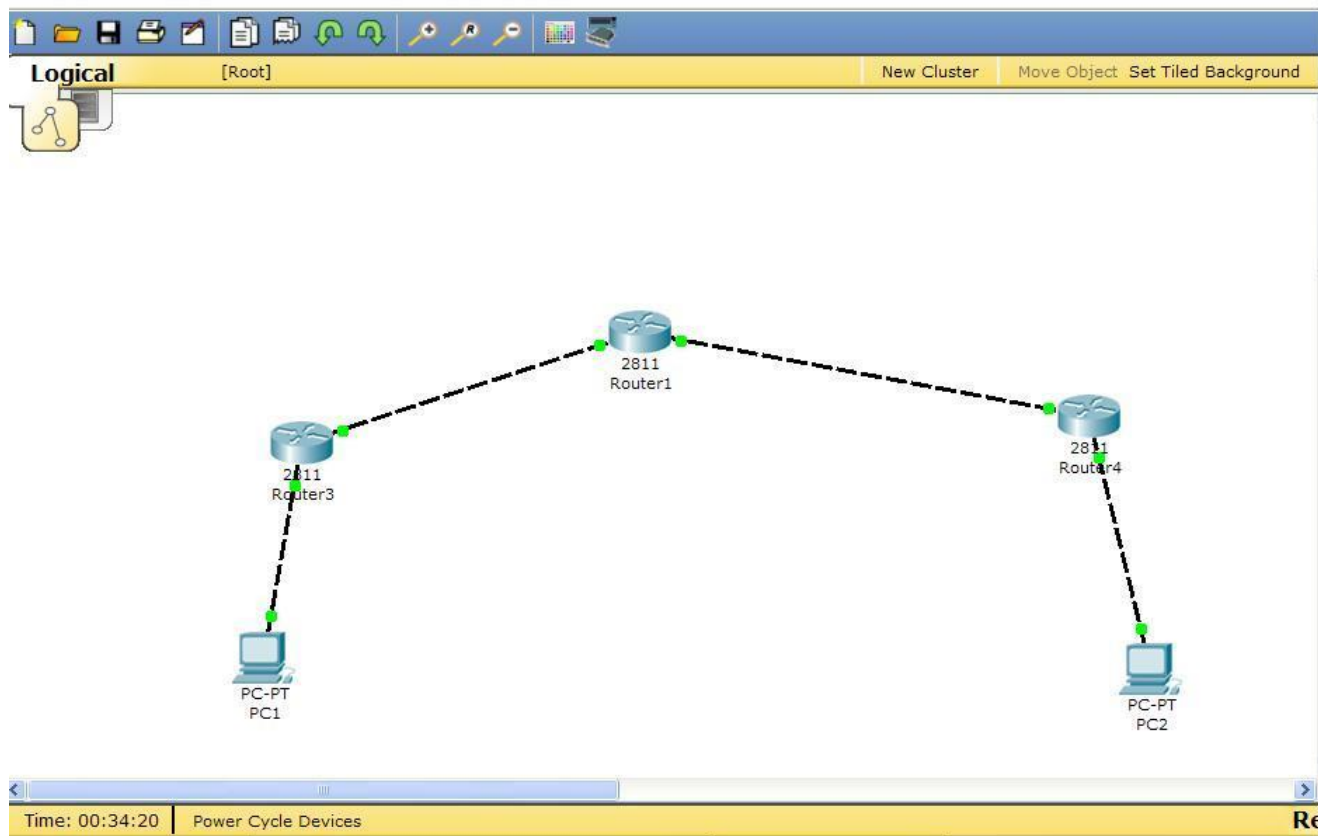 Logical [Root] New Cluster Move Object Set Tiled Background
2811
Router1
2811
Router3
2811
Router4
PC-PT
PC1
PC-PT
PC2
Time: 00:34:20 Power Cycle Devices Re